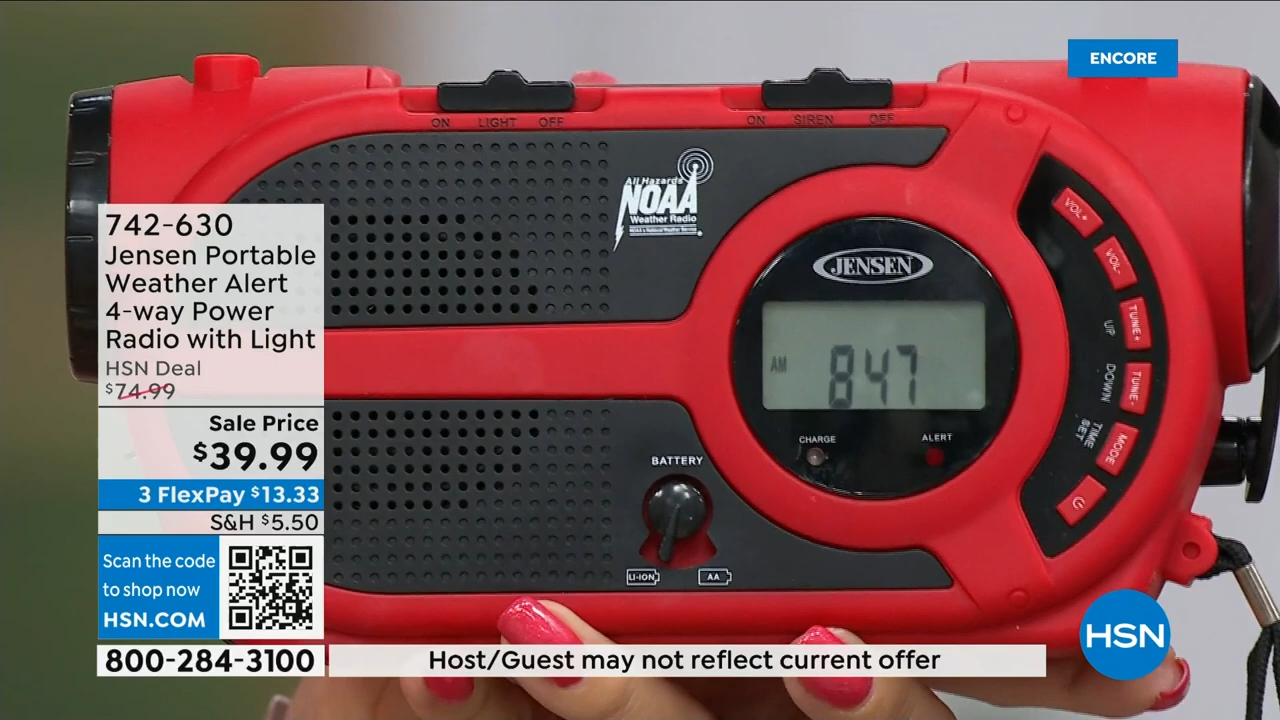 ENCORE
ON LIGHT OFF
ON SIREN OFF
All Hazards
NOAA
Weather Radio
VOL+
VOL-
TUNE+
UP
TUNE-
DOWN
MODE
TIME SET
JENSEN
AM 847
CHARGE
ALERT
BATTERY
LI-ION
AA
742-630
Jensen Portable
Weather Alert
4-way Power
Radio with Light
HSN Deal
$74.99
Sale Price
$39.99
3 FlexPay $13.33
S&H $5.50
Scan the code
to shop now
HSN.COM
800-284-3100
Host/Guest may not reflect current offer
HSN